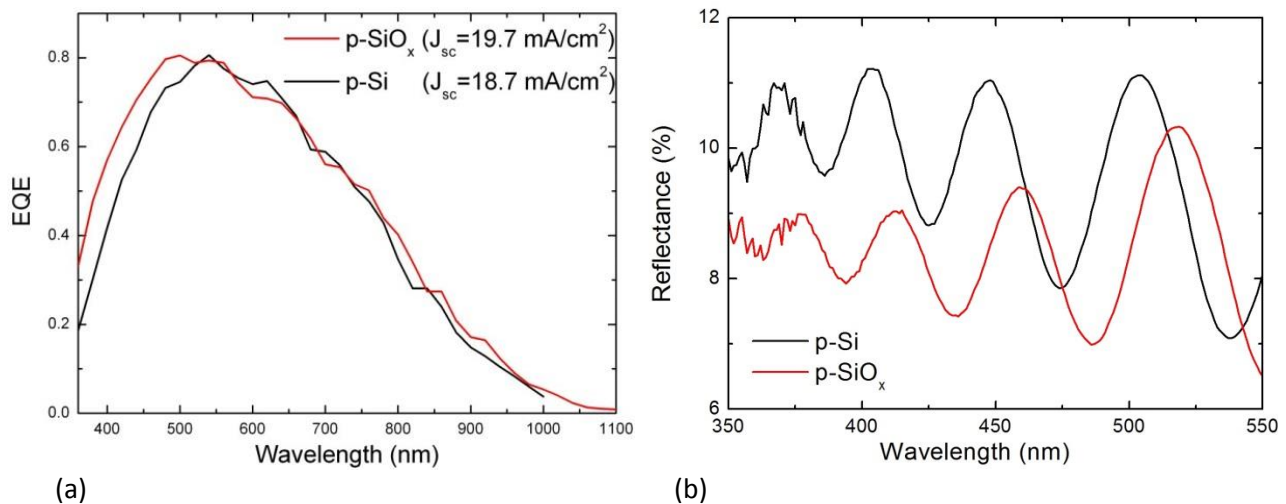 p-SiOx (Jsc=19.7 mA/cm²)
p-Si (Jsc=18.7 mA/cm²)
EQE
0.8
0.6
0.4
0.2
0.0
400 500 600 700 800 900 1000 1100
Wavelength (nm)
(a)
Reflectance (%)
12
10
8
6
p-Si
p-SiOx
350 400 450 500 550
Wavelength (nm)
(b)